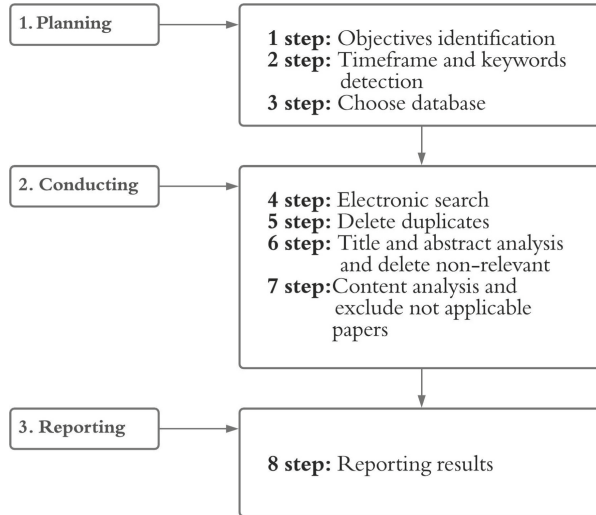 1. Planning
1 step: Objectives identification
2 step: Timeframe and keywords
detection
3 step: Choose database
2. Conducting
4 step: Electronic search
5 step: Delete duplicates
6 step: Title and abstract analysis
and delete non-relevant
7 step:Content analysis and
exclude not applicable
papers
3. Reporting
8 step: Reporting results